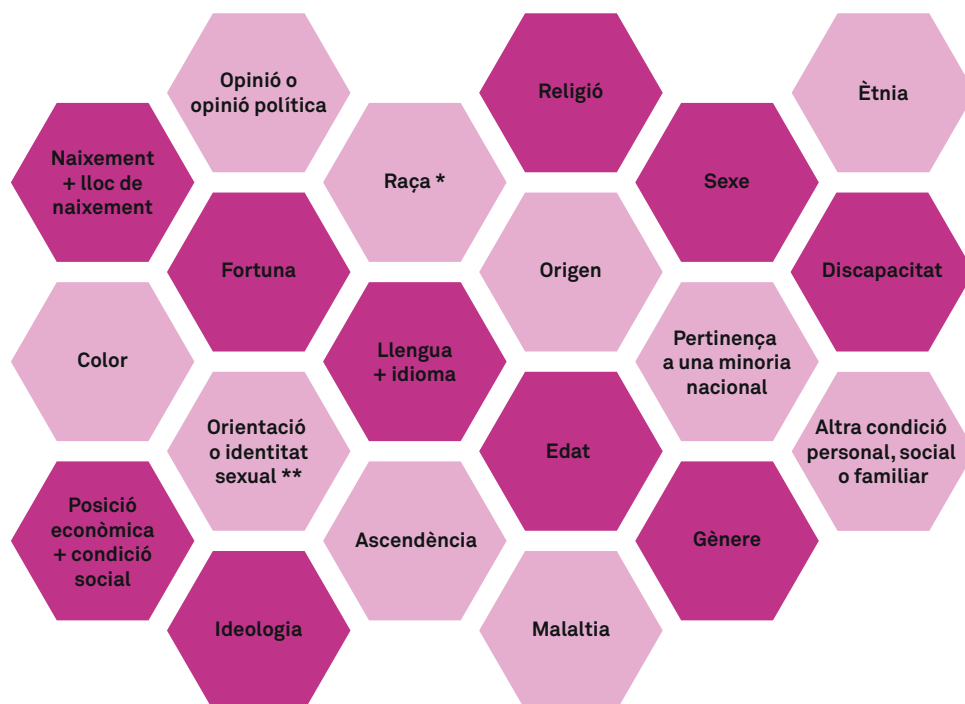 Opinió o
opinió política
Religió
Ètnia
Naixement
+ lloc de
naixement
Raça *
Sexe
Fortuna
Origen
Discapacitat
Color
Llengua
+ idioma
Pertinença
a una minoria
nacional
Orientació
o identitat
sexual **
Edat
Altra condició
personal, social
o familiar
Posició
econòmica
+ condició
social
Ascendència
Gènere
Ideologia
Malaltia